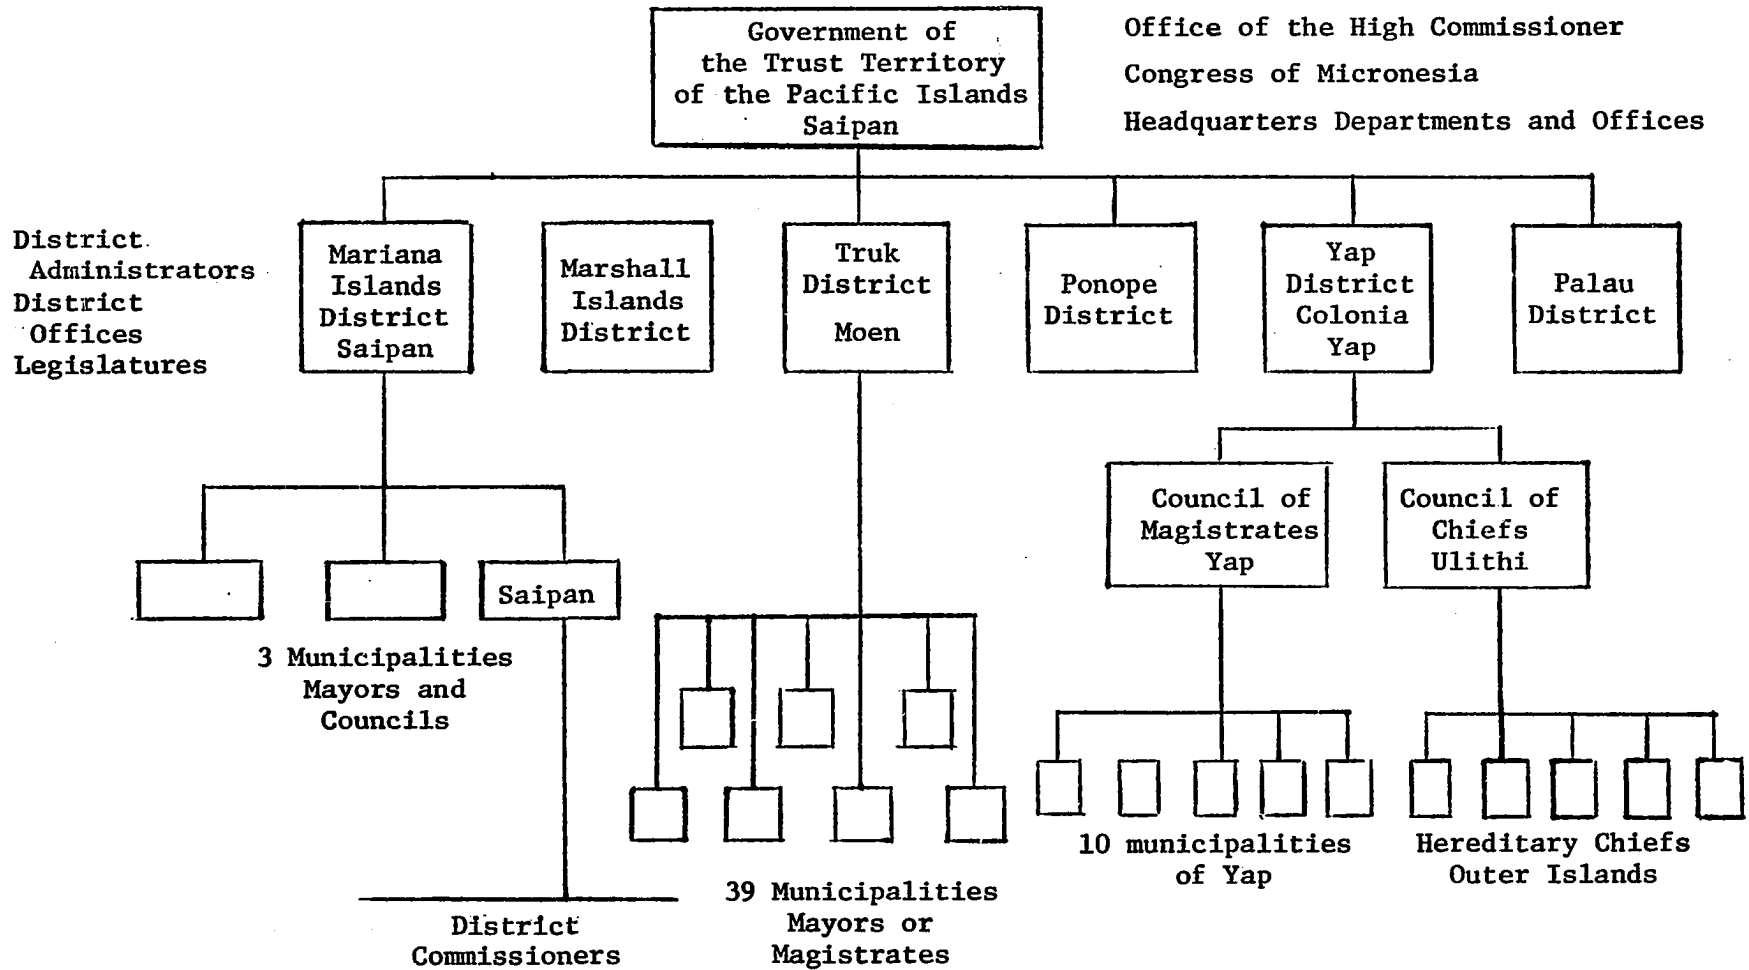 Government of
the Trust Territory
of the Pacific Islands
Saipan
Office of the High Commissioner
Congress of Micronesia
Headquarters Departments and Offices
District
Administrators
District
Offices
Legislatures
Mariana
Islands
District
Saipan
Marshall
Islands
District
Truk
District
Moen
Ponope
District
Yap
District
Colonia
Yap
Palau
District
Council of
Magistrates
Yap
Council of
Chiefs
Ulithi
Saipan
3 Municipalities
Mayors and
Councils
10 municipalities
of Yap
Hereditary Chiefs
Outer Islands
39 Municipalities
Mayors or
Magistrates
District
Commissioners